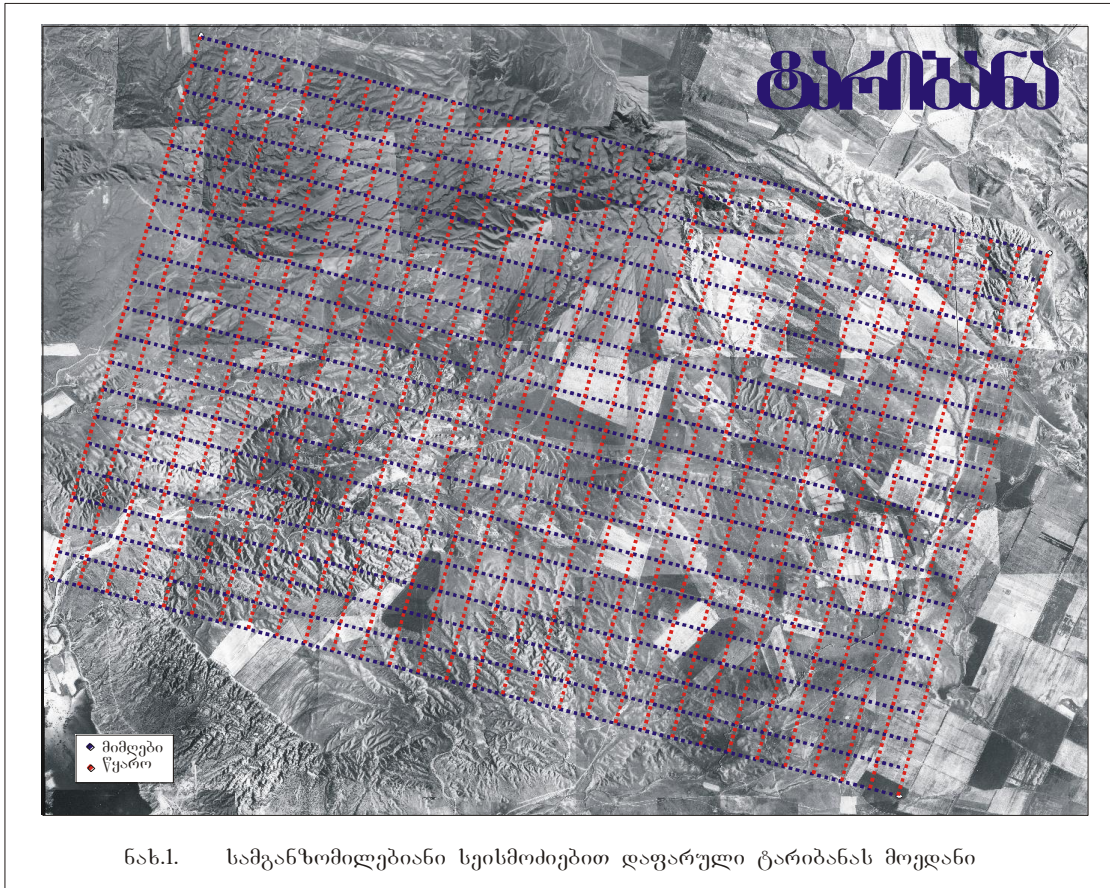 ტარიბანა
მიმღები
წყარო
ნახ.1. სამგანზომილებიანი სეისმოძიებით დაფარული ტარიბანას მოედანი